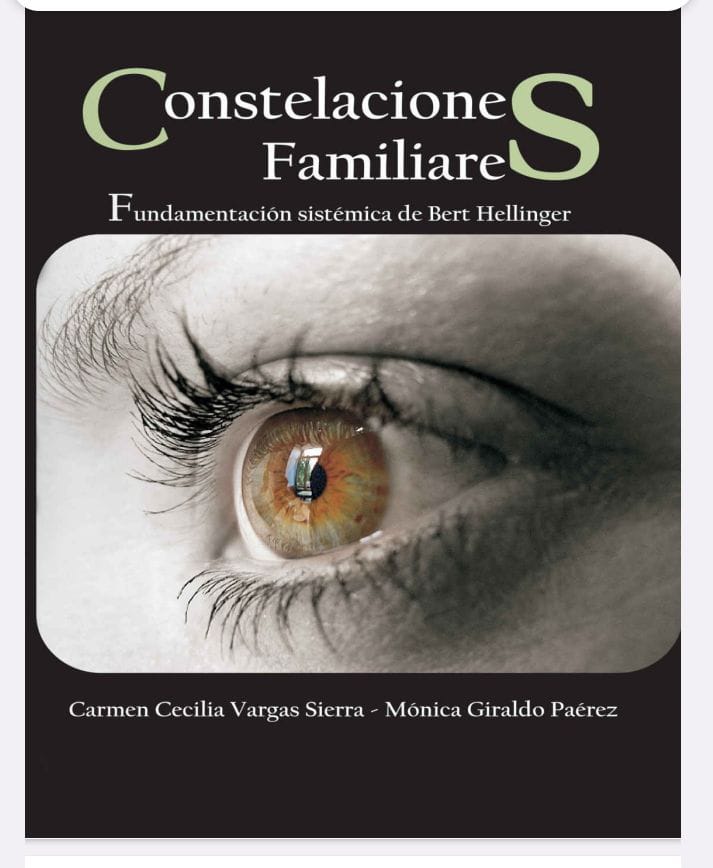 Constelaciones
Familiares
Fundamentación sistémica de Bert Hellinger
Carmen Cecilia Vargas Sierra - Mónica Giraldo Paérez